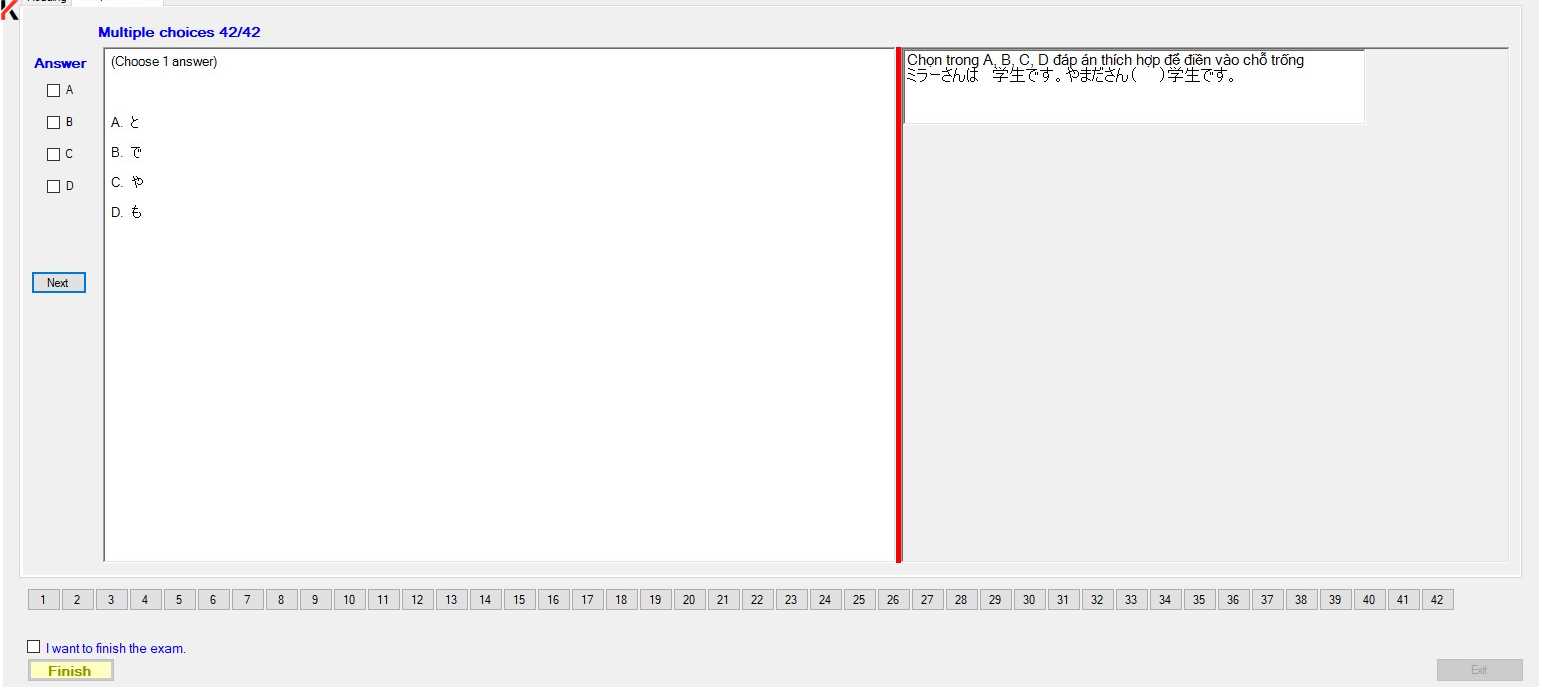 Multiple choices 42/42
Answer
(Choose 1 answer)
A
B
C
D
A. と
B. で
C. や
D. も
Next
Chọn trong A, B, C, D đáp án thích hợp để điền vào chỗ trống
ミラーさんは　学生です。やまださん(　　)学生です。
1 2 3 4 5 6 7 8 9 10 11 12 13 14 15 16 17 18 19 20 21 22 23 24 25 26 27 28 29 30 31 32 33 34 35 36 37 38 39 40 41 42
I want to finish the exam.
Finish
Exit